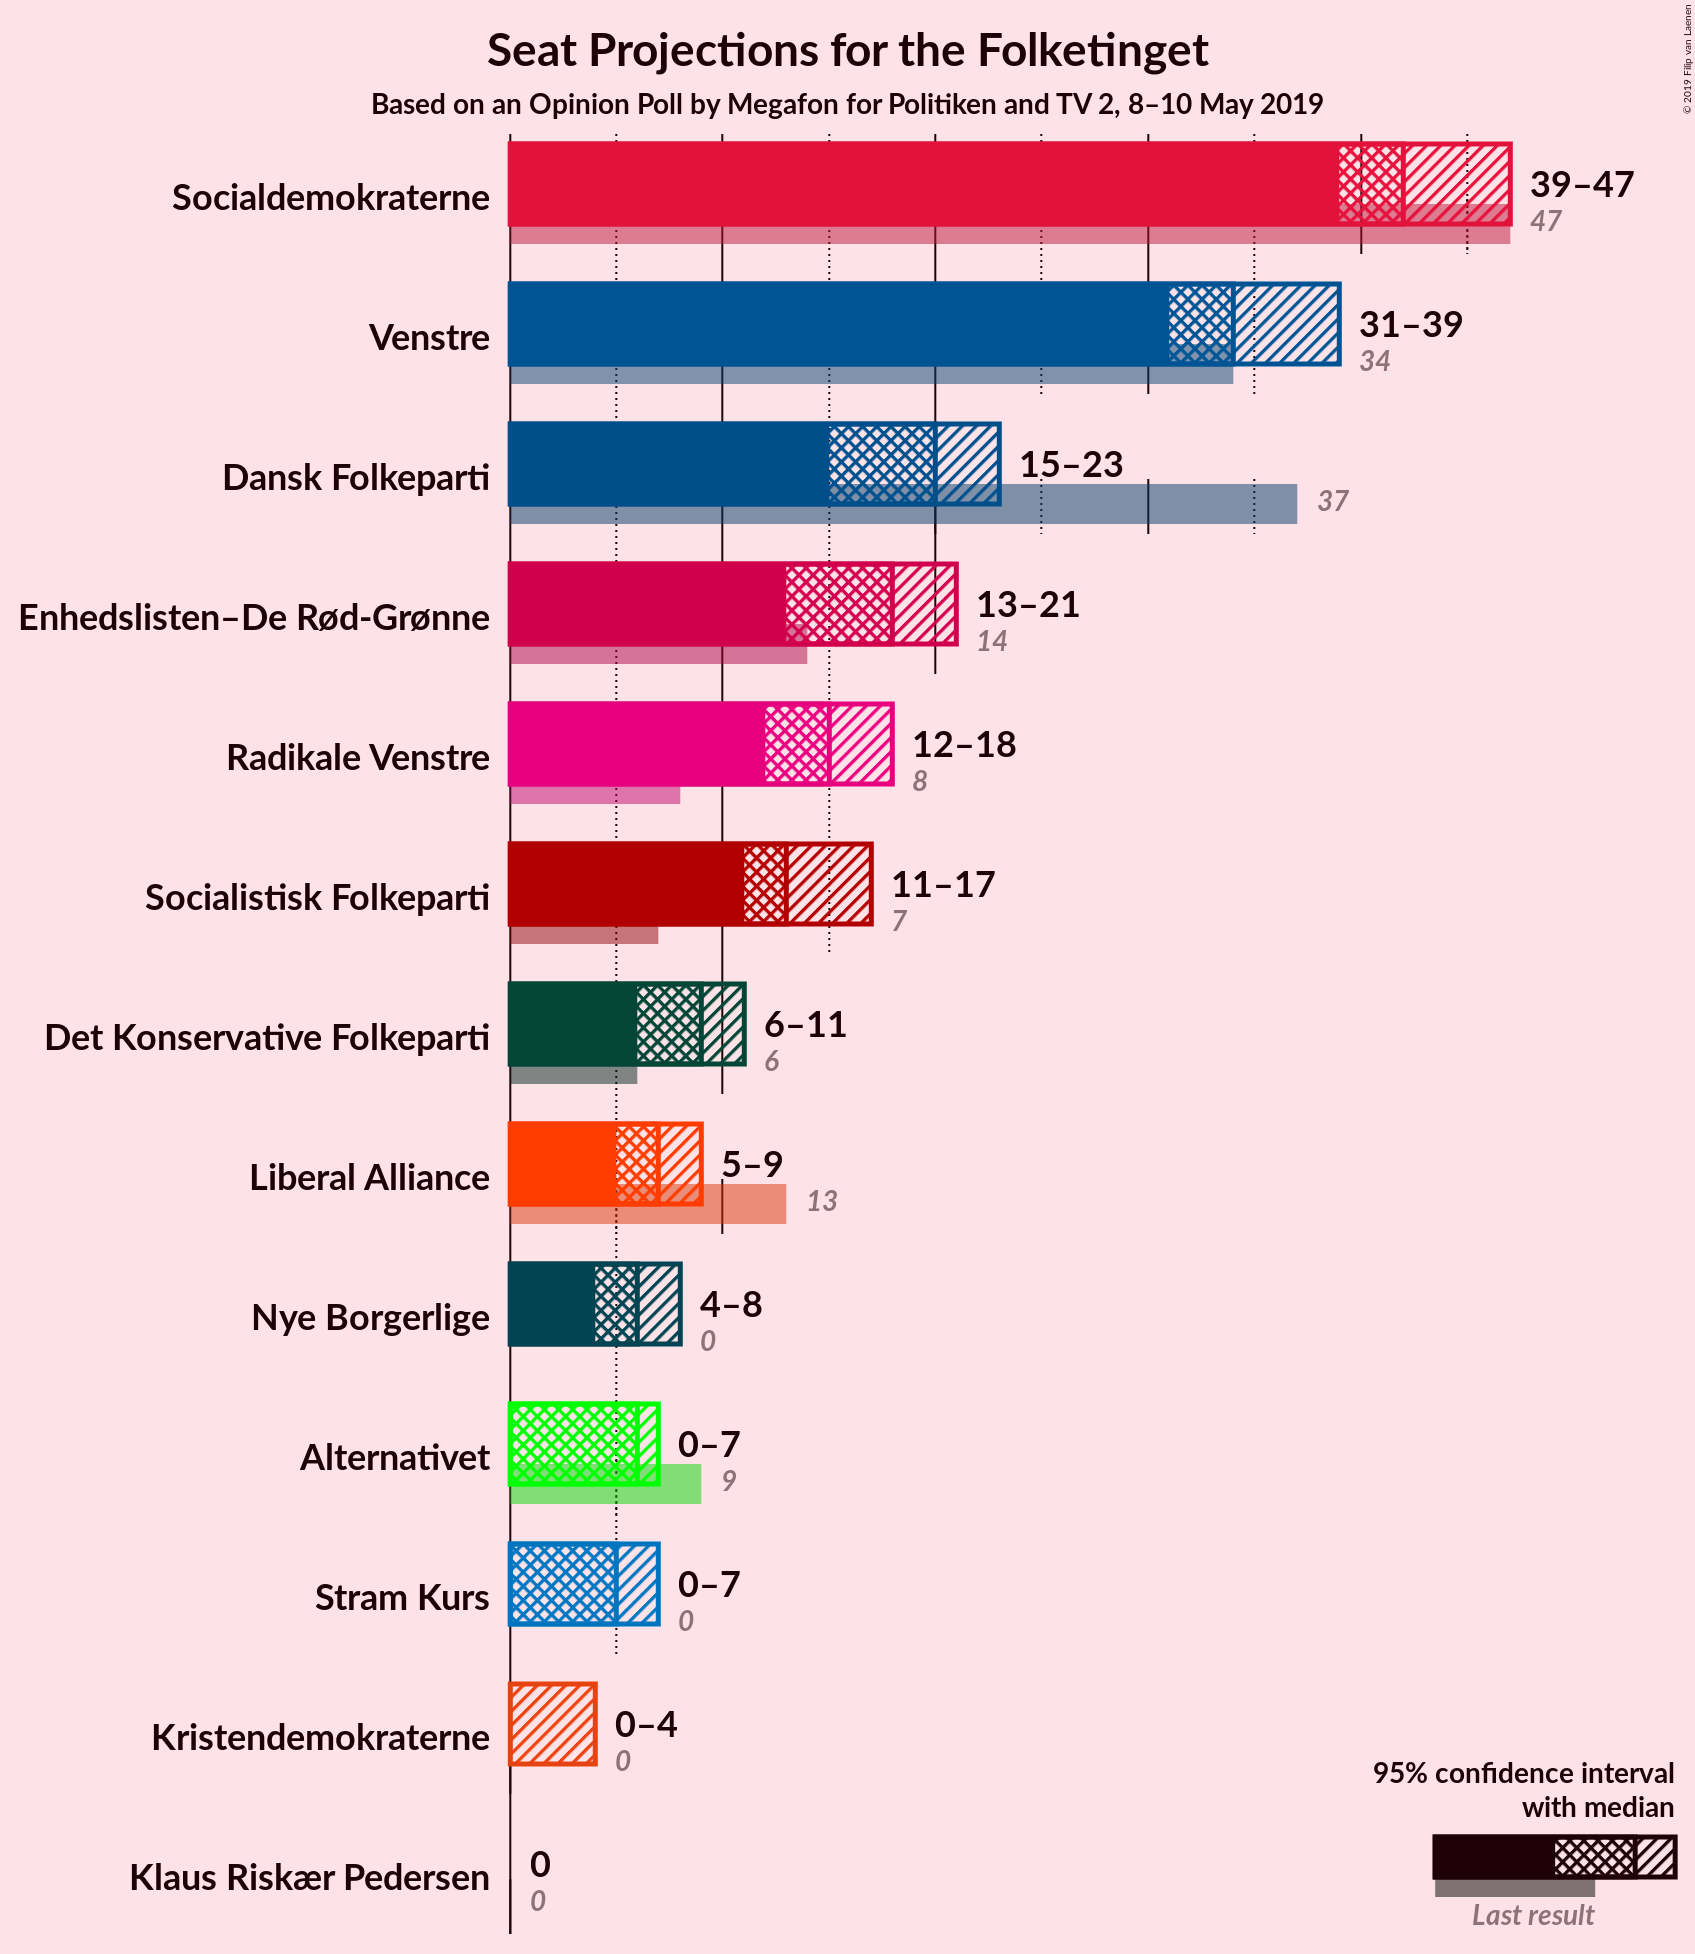 Seat Projections for the Folketinget
Based on an Opinion Poll by Megafon for Politiken and TV 2, 8–10 May 2019
© 2019 Filip van Laenen
Socialdemokraterne
39–47
47
Venstre
31–39
34
Dansk Folkeparti
15–23
37
Enhedslisten–De Rød-Grønne
13–21
14
Radikale Venstre
12–18
8
Socialistisk Folkeparti
11–17
7
Det Konservative Folkeparti
6–11
6
Liberal Alliance
5–9
13
Nye Borgerlige
4–8
0
Alternativet
0–7
9
Stram Kurs
0–7
0
Kristendemokraterne
0–4
0
Klaus Riskær Pedersen
0
0
95% confidence interval
with median
Last result